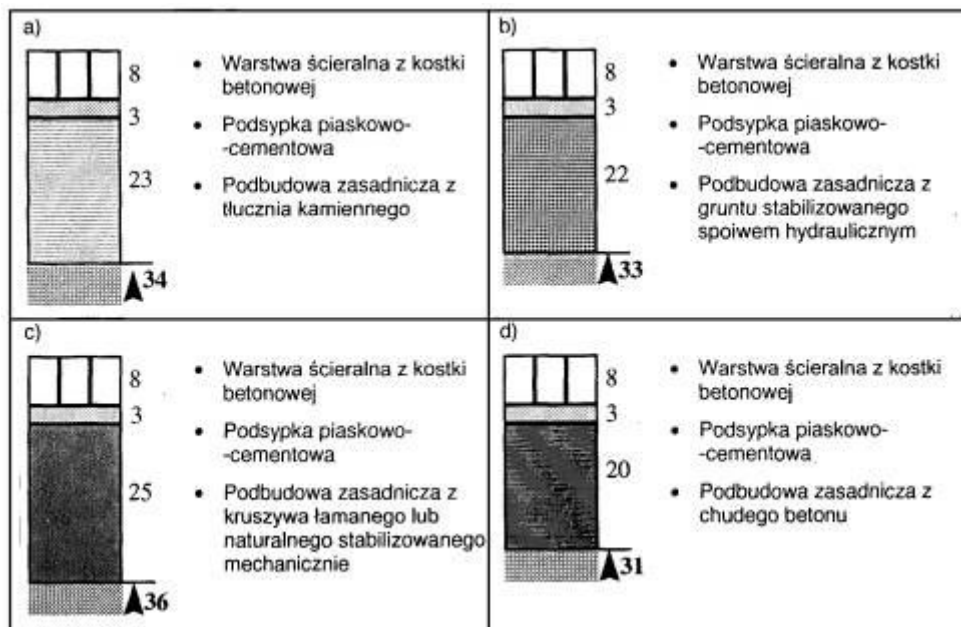 a)
8
3
23
34
• Warstwa ścieralna z kostki
betonowej
• Podsypka piaskowo-
-cementowa
• Podbudowa zasadnicza z
tłucznia kamiennego
b)
8
3
22
33
• Warstwa ścieralna z kostki
betonowej
• Podsypka piaskowo-
-cementowa
• Podbudowa zasadnicza z
gruntu stabilizowanego
spoiwem hydraulicznym
c)
8
3
25
36
• Warstwa ścieralna z kostki
betonowej
• Podsypka piaskowo-
-cementowa
• Podbudowa zasadnicza z
kruszywa łamanego lub
naturalnego stabilizowanego
mechanicznie
d)
8
3
20
31
• Warstwa ścieralna z kostki
betonowej
• Podsypka piaskowo-
-cementowa
• Podbudowa zasadnicza z
chudego betonu